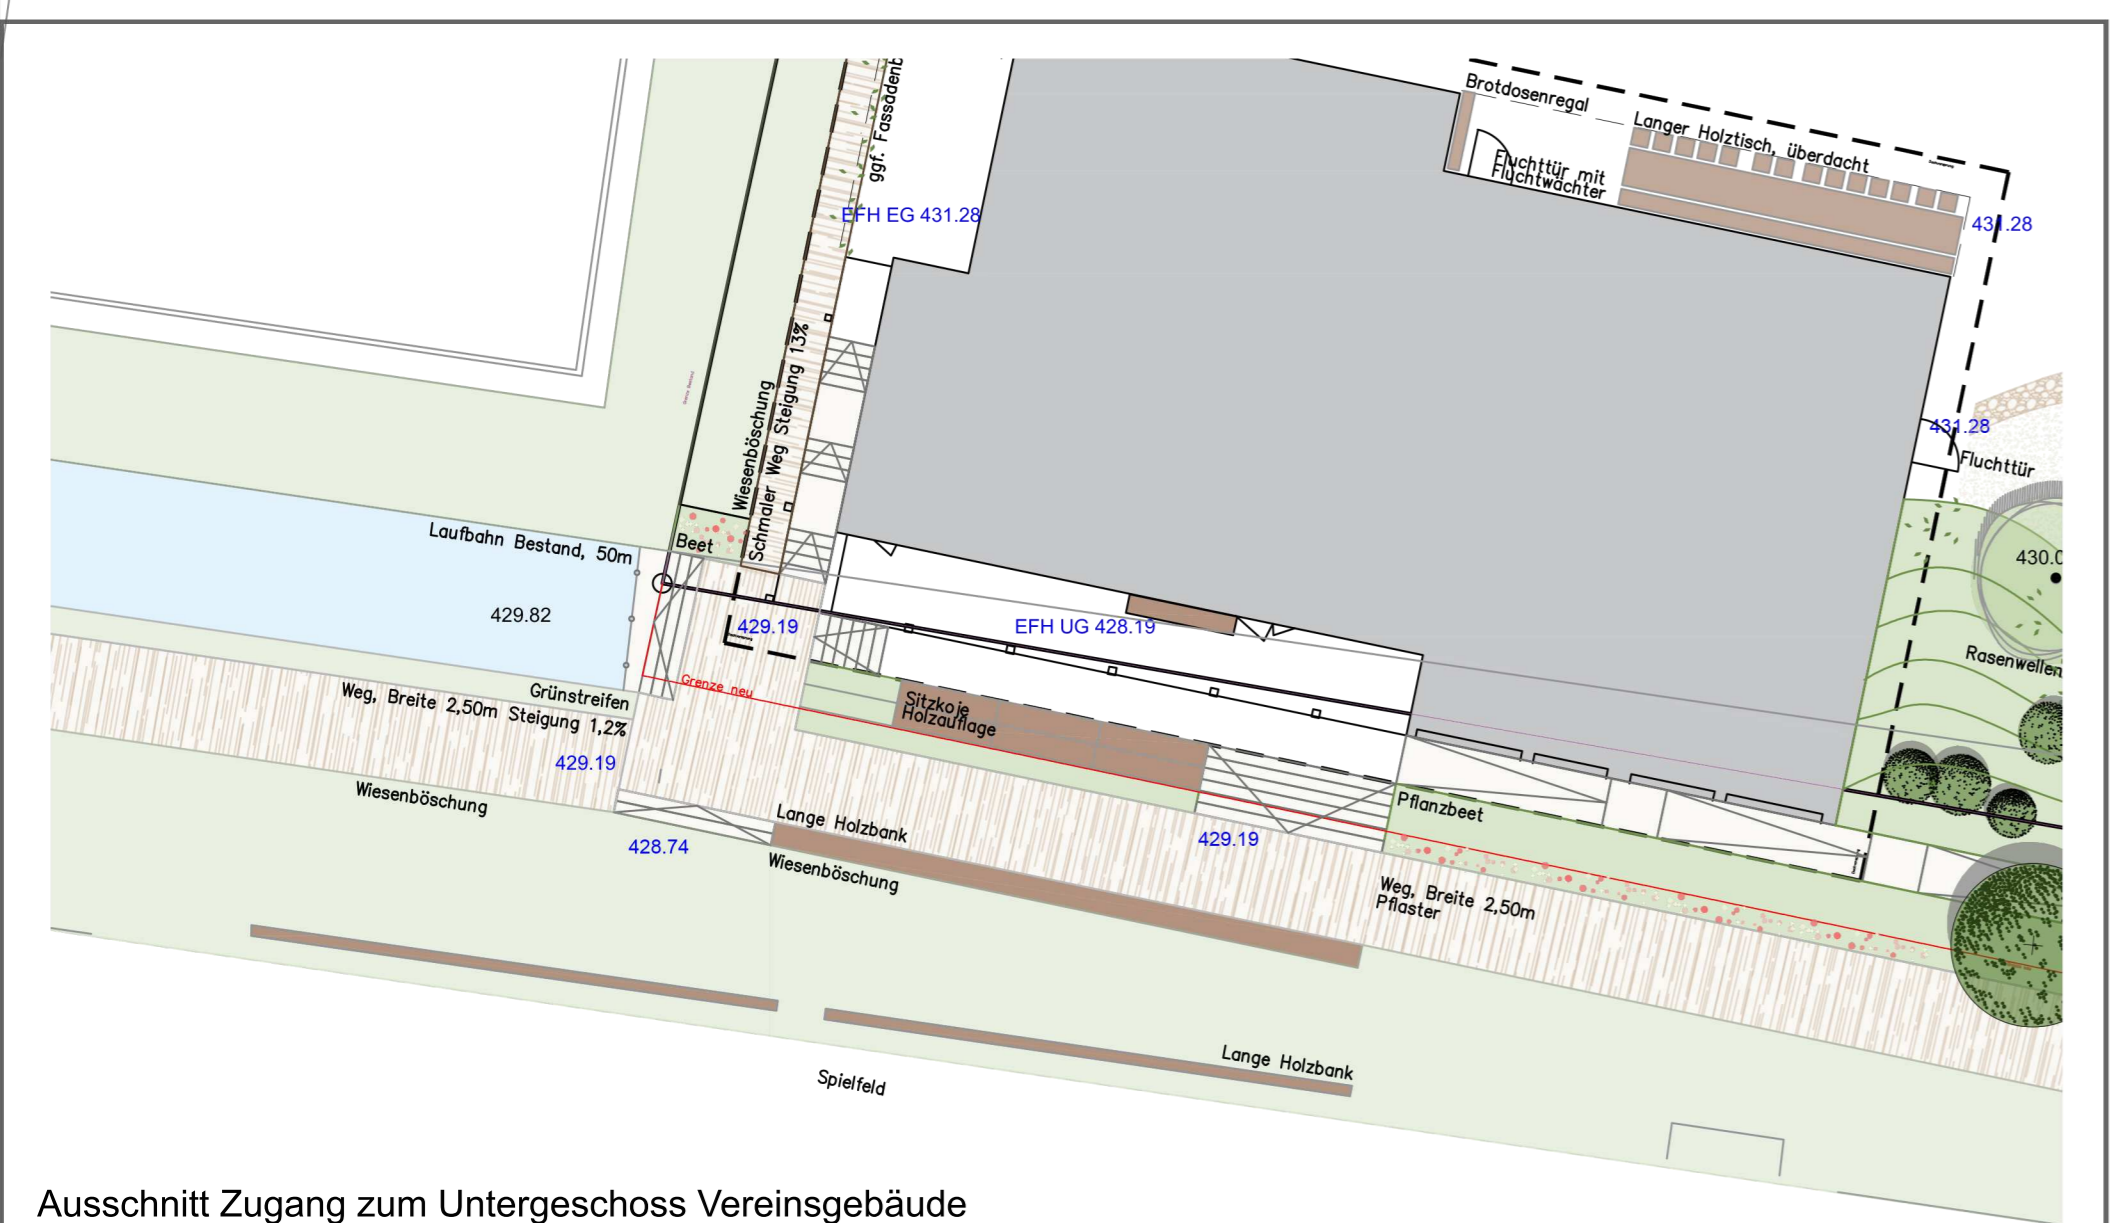 ggf. Fassadenb
Brotdosenregal
Langer Holztisch, überdacht
Fluchttür mit
Fluchtwächter
EFH EG 431.28
431.28
431.28
Fluchttür
430.0
Rasenwellen
Wiesenböschung
Schmaler Weg Steigung 13%
Beet
Laufbahn Bestand, 50m
429.82
429.19
EFH UG 428.19
Grünstreifen
Grenze neu
Weg, Breite 2,50m Steigung 1,2%
429.19
Sitzkoje
Holzauflage
Wiesenböschung
428.74
Lange Holzbank
Wiesenböschung
429.19
Pflanzbeet
Weg, Breite 2,50m
Pflaster
Lange Holzbank
Spielfeld
Ausschnitt Zugang zum Untergeschoss Vereinsgebäude